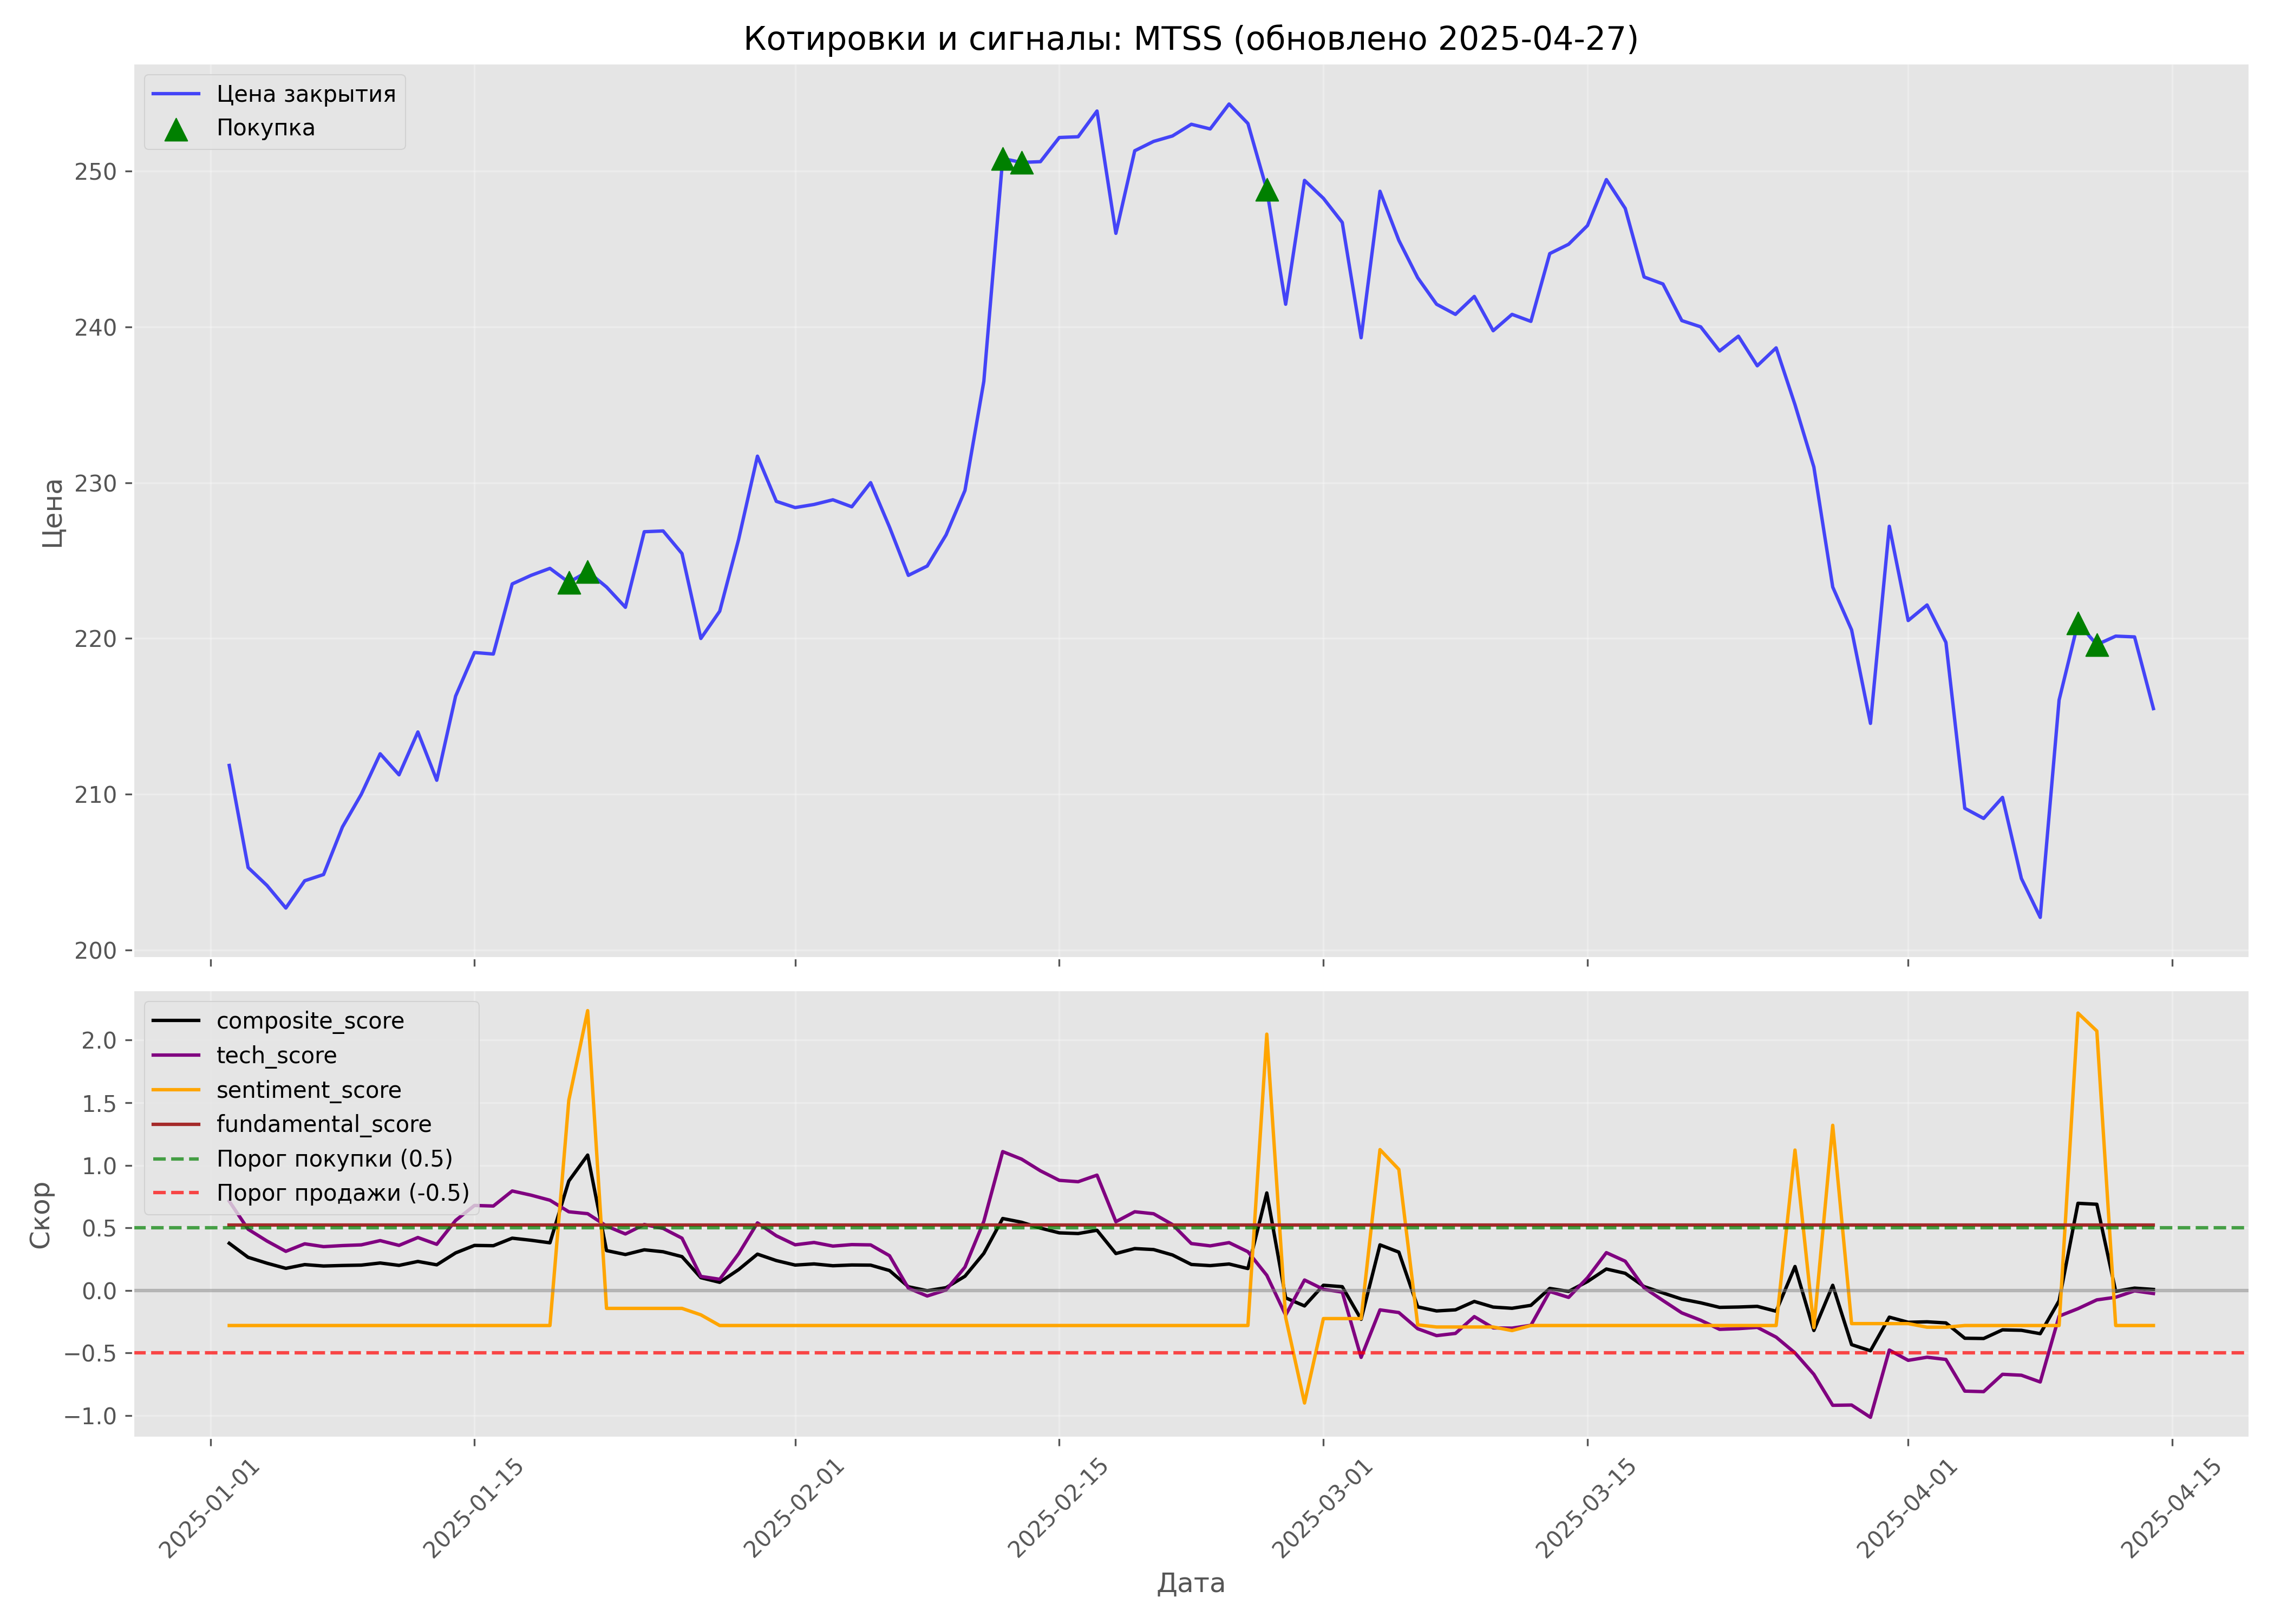 Котировки и сигналы: MTSS (обновлено 2025-04-27)
Цена закрытия
Покупка
250
240
230
220
210
200
Цена
composite_score
tech_score
sentiment_score
fundamental_score
Порог покупки (0.5)
Порог продажи (-0.5)
2.0
1.5
1.0
0.5
0.0
−0.5
−1.0
Скор
2025-01-01
2025-01-15
2025-02-01
2025-02-15
2025-03-01
2025-03-15
2025-04-01
2025-04-15
Дата